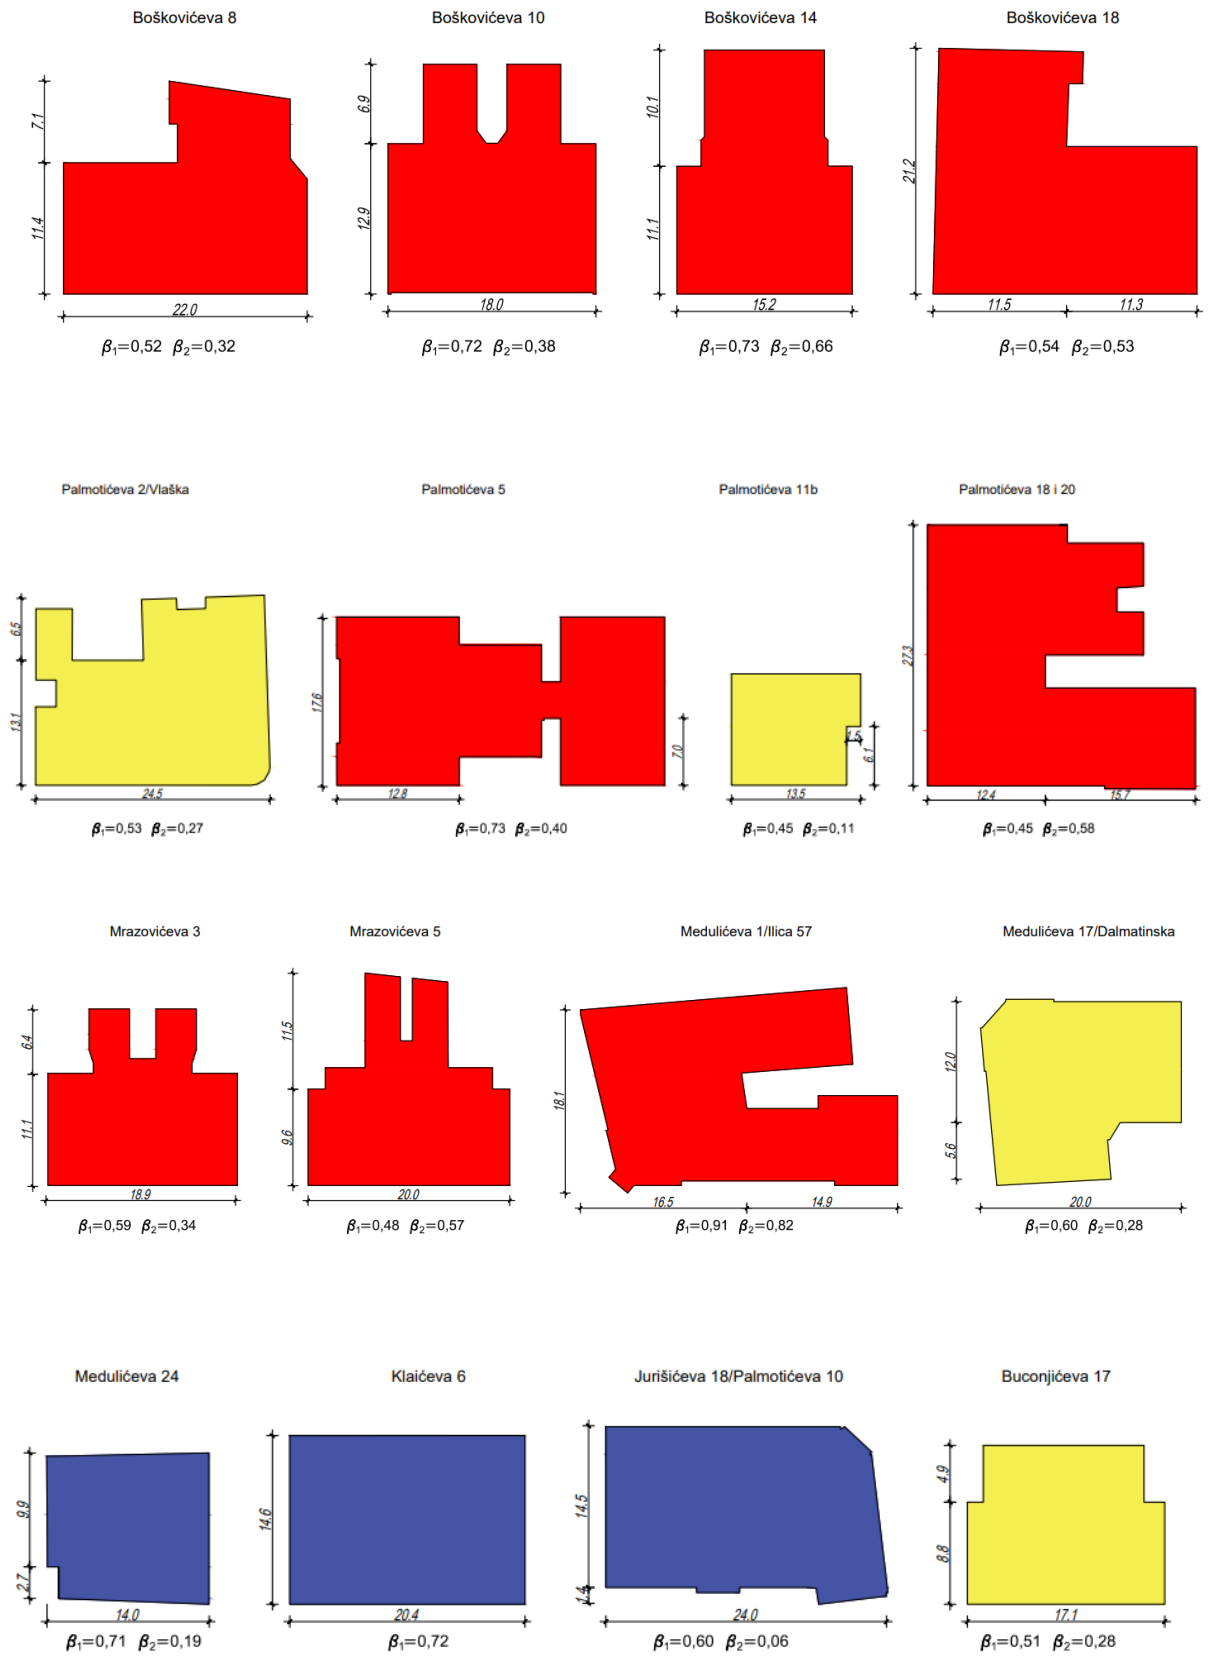 Boškovićeva 8
Boškovićeva 10
Boškovićeva 14
Boškovićeva 18
7.1
11.4
22.0
6.9
12.9
18.0
10.1
11.1
15.2
21.2
11.5
11.3
β₁=0,52 β₂=0,32
β₁=0,72 β₂=0,38
β₁=0,73 β₂=0,66
β₁=0,54 β₂=0,53
Palmotićeva 2/Vlaška
Palmotićeva 5
Palmotićeva 11b
Palmotićeva 18 i 20
6.5
13.1
24.5
17.6
12.8
7.0
1.5
6.1
13.5
27.3
12.4
15.7
β₁=0,53 β₂=0,27
β₁=0,73 β₂=0,40
β₁=0,45 β₂=0,11
β₁=0,45 β₂=0,58
Mrazovićeva 3
Mrazovićeva 5
Medulićeva 1/Ilica 57
Medulićeva 17/Dalmatinska
6.4
11.1
18.9
11.5
9.6
20.0
18.1
16.5
14.9
12.0
5.6
20.0
β₁=0,59 β₂=0,34
β₁=0,48 β₂=0,57
β₁=0,91 β₂=0,82
β₁=0,60 β₂=0,28
Medulićeva 24
Klaićeva 6
Jurišićeva 18/Palmotićeva 10
Buconjićeva 17
9.9
2.7
14.0
14.6
20.4
14.5
1.4
24.0
4.9
8.8
17.1
β₁=0,71 β₂=0,19
β₁=0,72
β₁=0,60 β₂=0,06
β₁=0,51 β₂=0,28